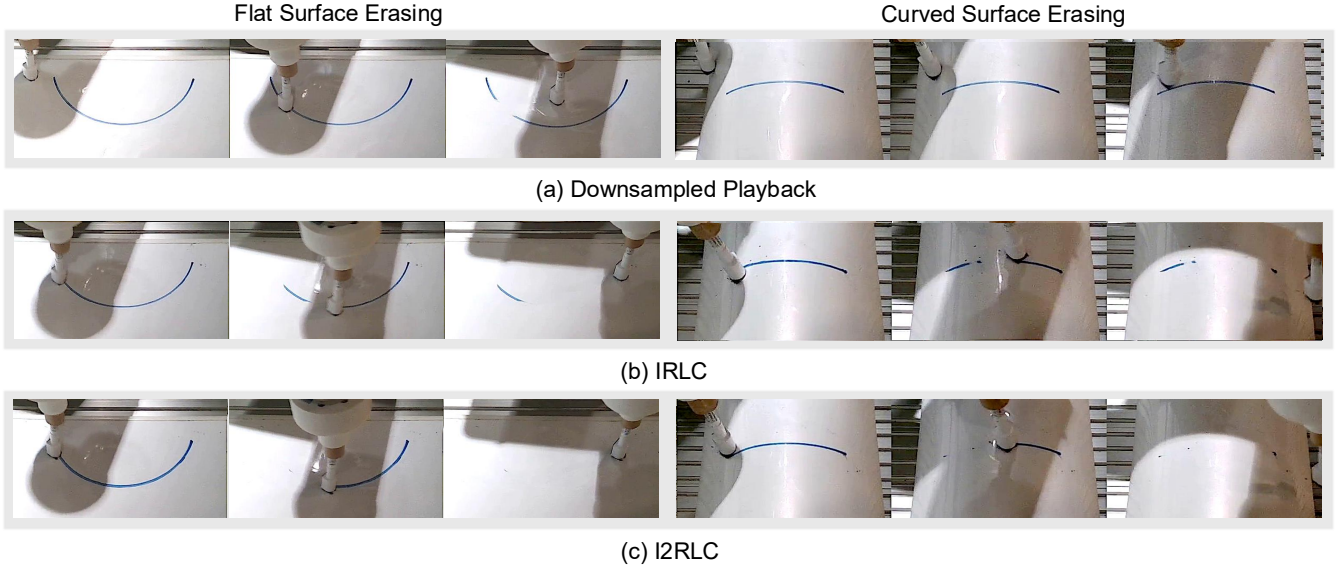 Flat Surface Erasing
Curved Surface Erasing
(a) Downsampled Playback
(b) IRLC
(c) I2RLC